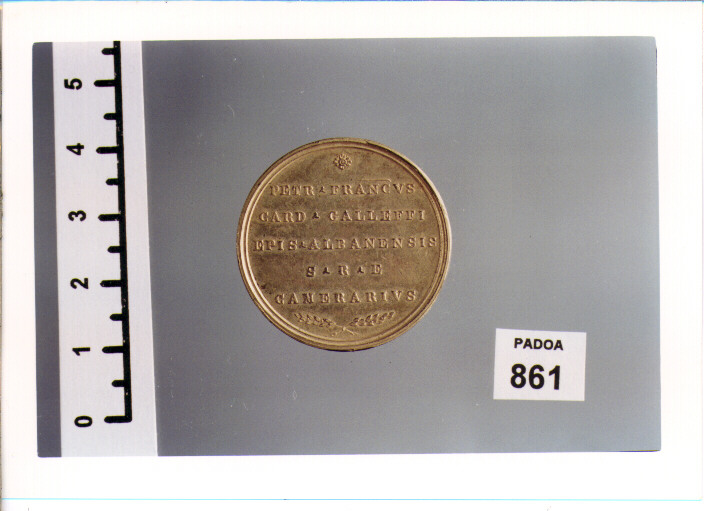 5
4
3
2
1
0
PETR▲FRANCVS
CARD▲GALLEFFI
EPIS▲ALBANENSIS
S▲R▲E
CAMERARIVS
PADOA
861